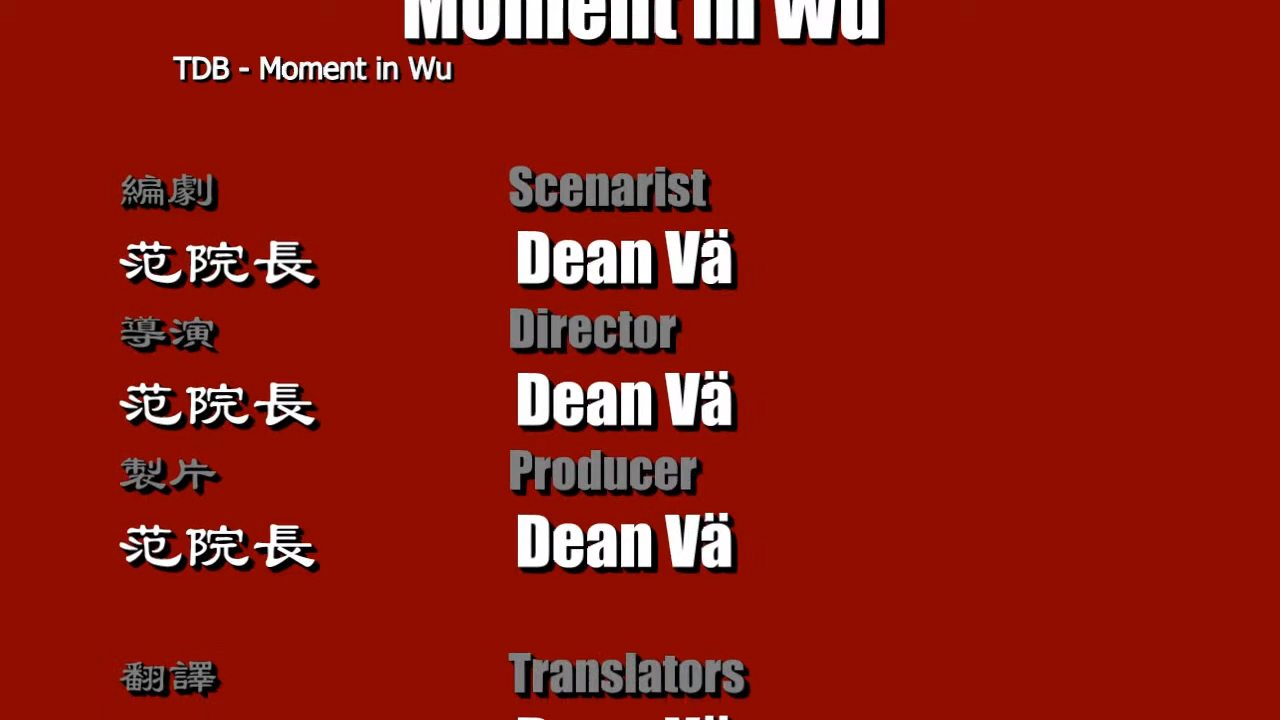 Moment in Wu
TDB - Moment in Wu
編劇 Scenarist
范院長 Dean Vä
導演 Director
范院長 Dean Vä
製片 Producer
范院長 Dean Vä
翻譯 Translators